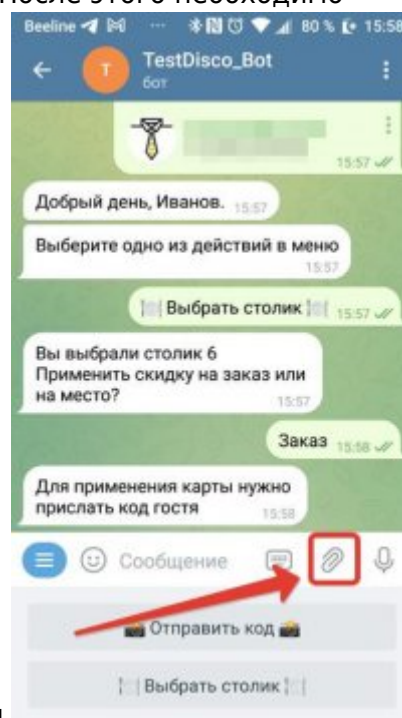 после этого необходимо
Beeline 80 % 15:58
TestDisco_Bot
бот
T
15:57
Добрый день, Иванов. 15:57
Выберите одно из действий в меню
15:57
Выбрать столик 15:57
Вы выбрали столик 6
Применить скидку на заказ или
на место?
15:57
Заказ 15:58
Для применения карты нужно
прислать код гостя 15:58
Сообщение
Отправить код
Выбрать столик